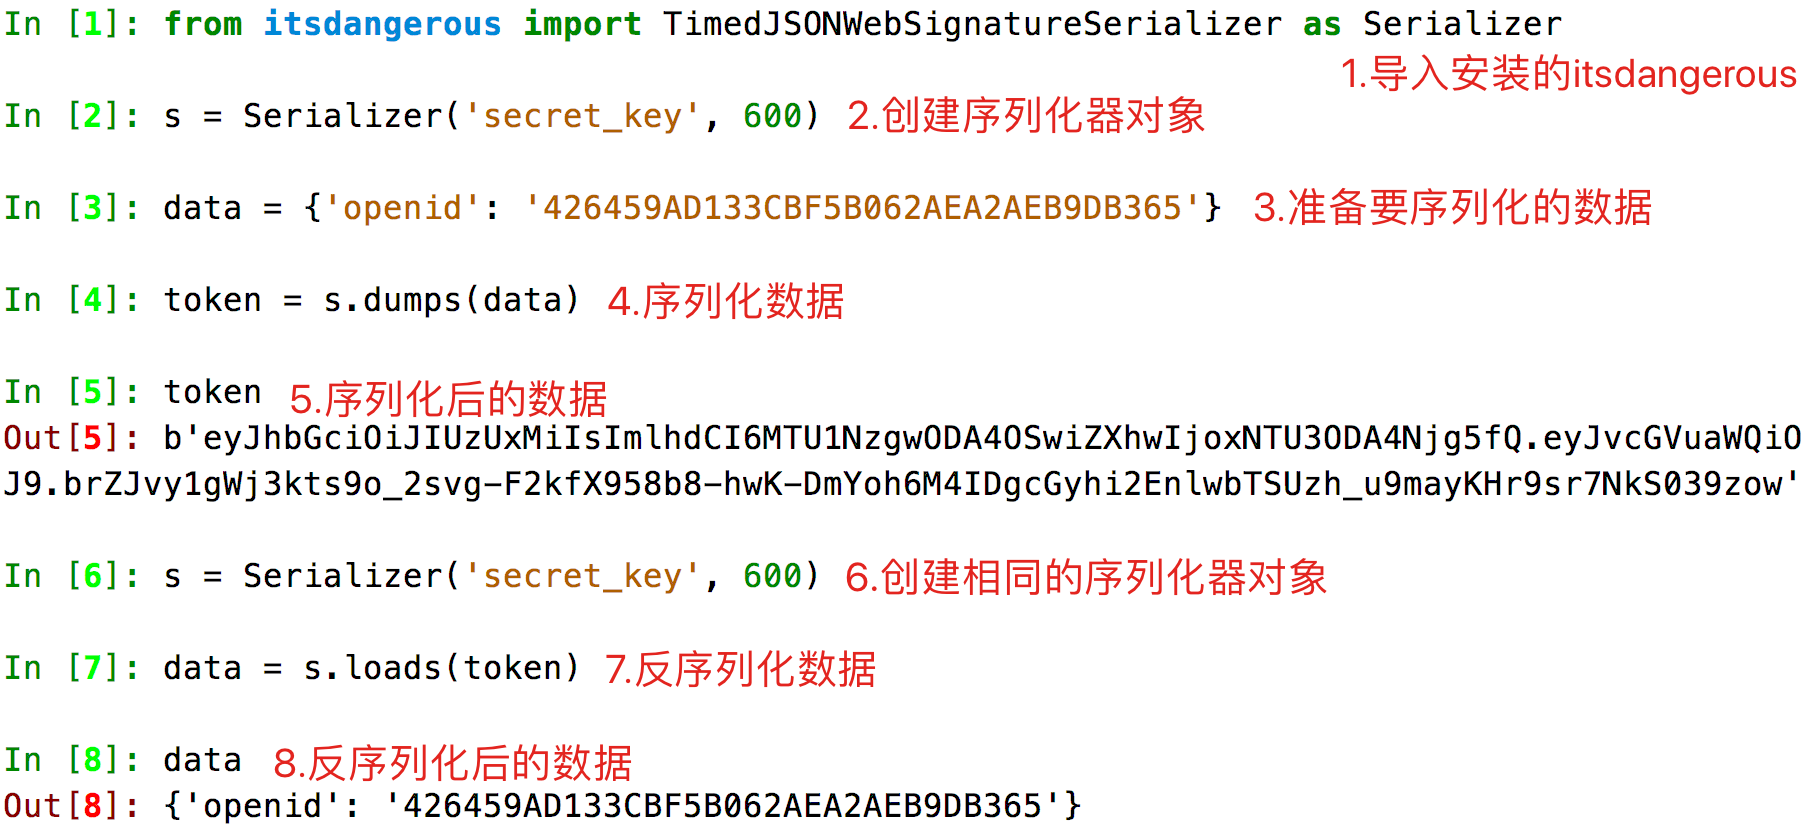 In [1]: from itsdangerous import TimedJSONWebSignatureSerializer as Serializer
1.导入安装的itsdangerous
In [2]: s = Serializer('secret_key', 600) 2.创建序列化器对象
In [3]: data = {'openid': '426459AD133CBF5B062AEA2AEB9DB365'} 3.准备要序列化的数据
In [4]: token = s.dumps(data) 4.序列化数据
In [5]: token 5.序列化后的数据
Out[5]: b'eyJhbGciOiJIUzUxMiIsImlhdCI6MTU1NzgwODA4OSwiZXhwIjoxNTU3ODA4Njg5fQ.eyJvcGVuaWQiO
J9.brZJvy1gWj3kts9o_2svg-F2kfX958b8-hwK-DmYoh6M4IDgcGyhi2EnlwbTSUzh_u9mayKHr9sr7NkS039zow'
In [6]: s = Serializer('secret_key', 600) 6.创建相同的序列化器对象
In [7]: data = s.loads(token) 7.反序列化数据
In [8]: data 8.反序列化后的数据
Out[8]: {'openid': '426459AD133CBF5B062AEA2AEB9DB365'}